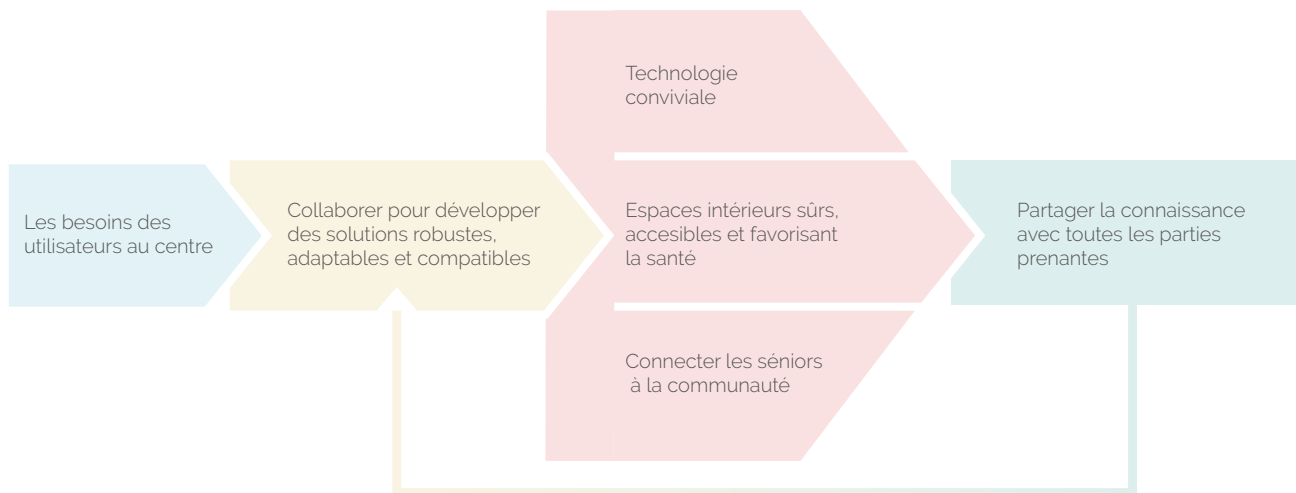 Les besoins des
utilisateurs au centre
Collaborer pour développer
des solutions robustes,
adaptables et compatibles
Technologie
conviviale
Espaces intérieurs sûrs,
accesibles et favorisant
la santé
Connecter les séniors
à la communauté
Partager la connaissance
avec toutes les parties
prenantes